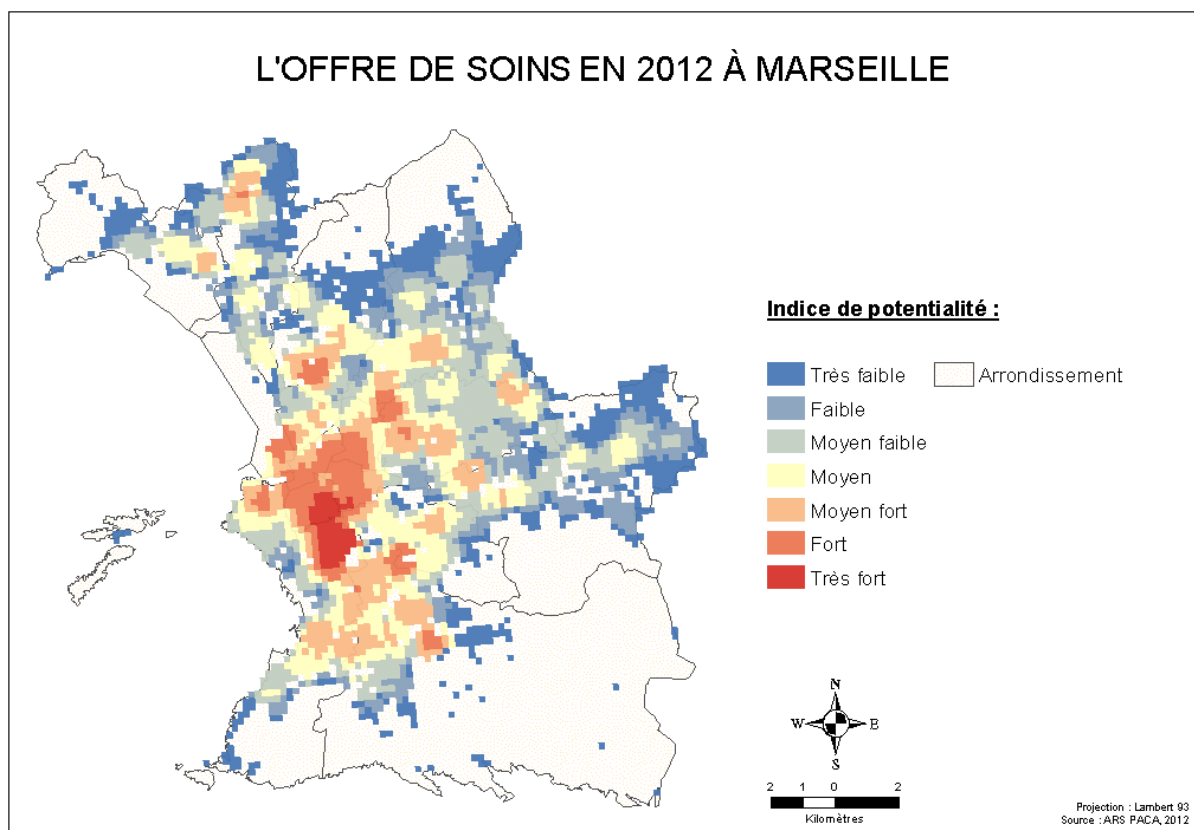 L'OFFRE DE SOINS EN 2012 À MARSEILLE
Indice de potentialité :
Très faible
Arrondissement
Faible
Moyen faible
Moyen
Moyen fort
Fort
Très fort
N
W E
S
2 1 0 2
Kilomètres
Projection : Lambert 93
Source : ARS PACA, 2012